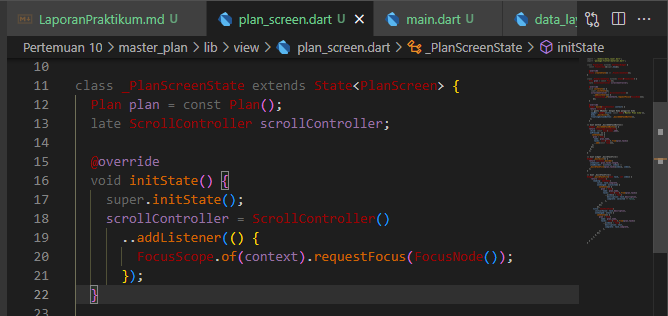 LaporanPraktikum.md plan_screen.dart main.dart data_lay
Pertemuan 10 > master_plan > lib > view > plan_screen.dart > _PlanScreenState > initState
10
11 class _PlanScreenState extends State<PlanScreen> {
12 Plan plan = const Plan();
13 late ScrollController scrollController;
14
15 @override
16 void initState() {
17 super.initState();
18 scrollController = ScrollController()
19 ..addListener(() {
20 FocusScope.of(context).requestFocus(FocusNode());
21 });
22 }
23